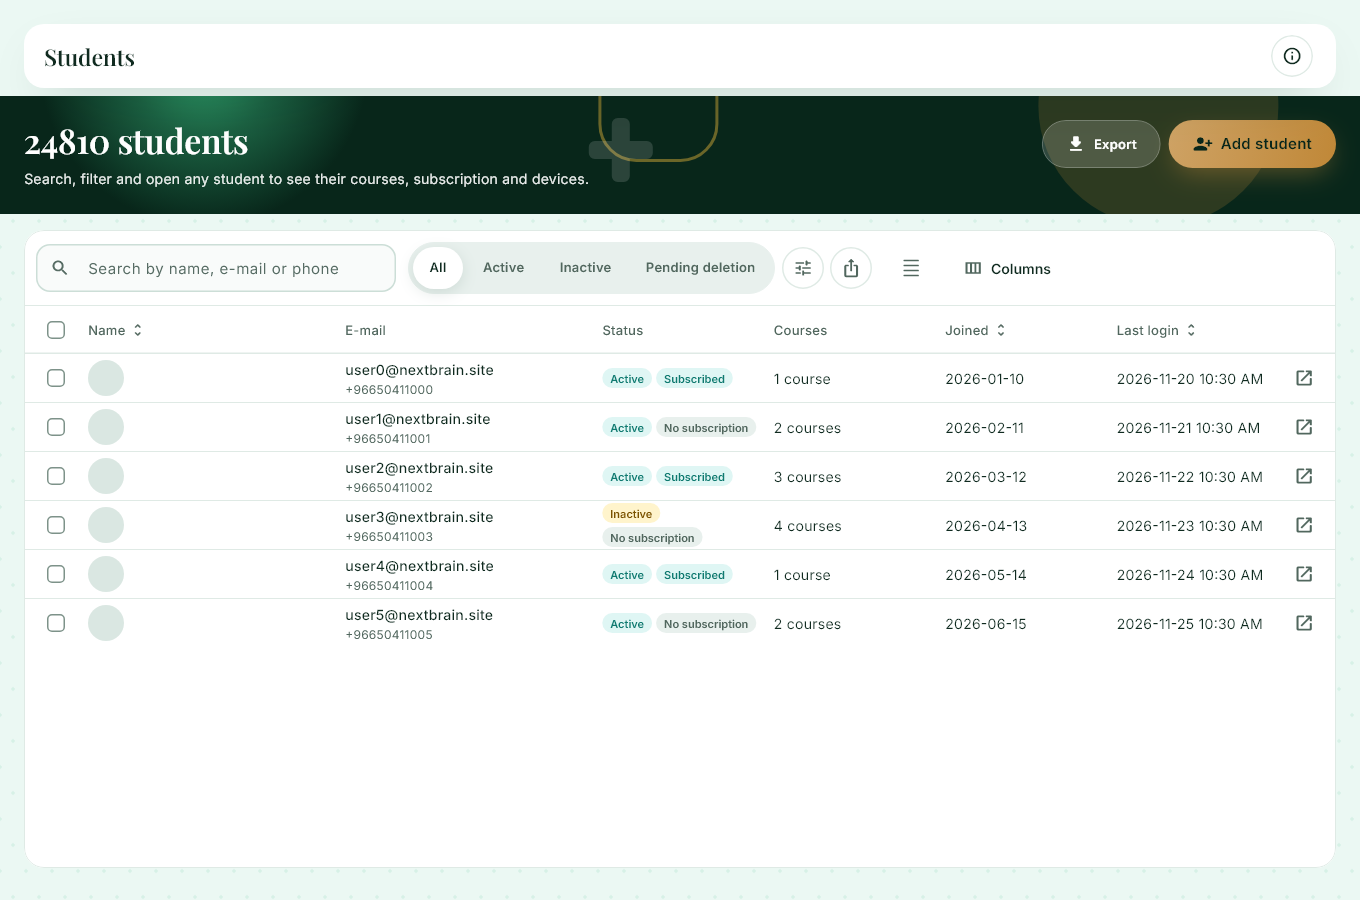 Students
24810 students
Search, filter and open any student to see their courses, subscription and devices.
Export
Add student
Search by name, e-mail or phone
All
Active
Inactive
Pending deletion
Columns
Name
E-mail
Status
Courses
Joined
Last login
user0@nextbrain.site
+96650411000
Active
Subscribed
1 course
2026-01-10
2026-11-20 10:30 AM
user1@nextbrain.site
+96650411001
Active
No subscription
2 courses
2026-02-11
2026-11-21 10:30 AM
user2@nextbrain.site
+96650411002
Active
Subscribed
3 courses
2026-03-12
2026-11-22 10:30 AM
user3@nextbrain.site
+96650411003
Inactive
No subscription
4 courses
2026-04-13
2026-11-23 10:30 AM
user4@nextbrain.site
+96650411004
Active
Subscribed
1 course
2026-05-14
2026-11-24 10:30 AM
user5@nextbrain.site
+96650411005
Active
No subscription
2 courses
2026-06-15
2026-11-25 10:30 AM